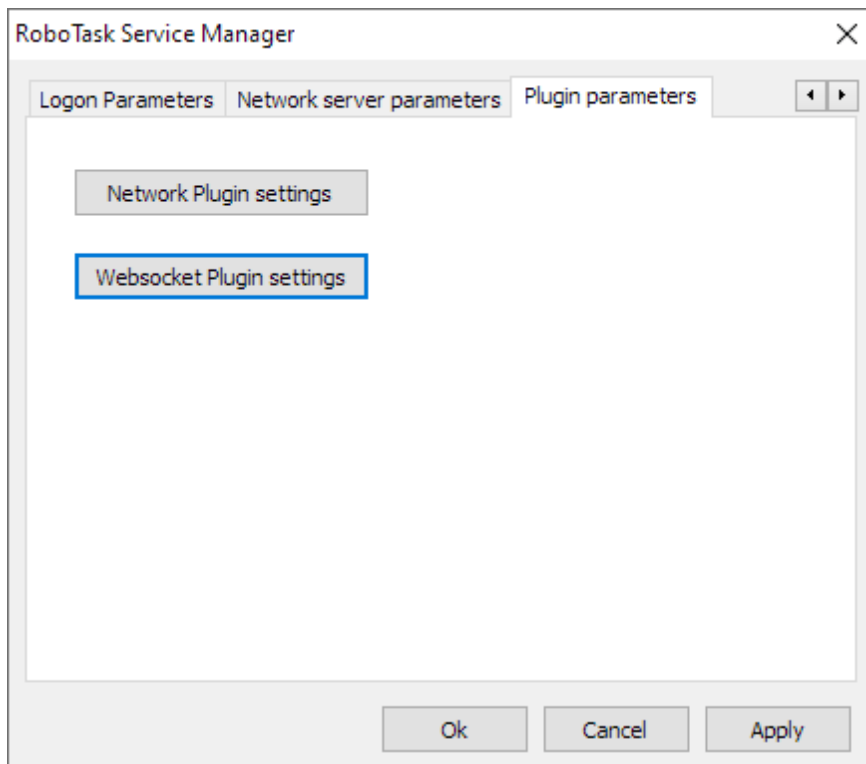 RoboTask Service Manager
Logon Parameters Network server parameters Plugin parameters
Network Plugin settings
Websocket Plugin settings
Ok Cancel Apply